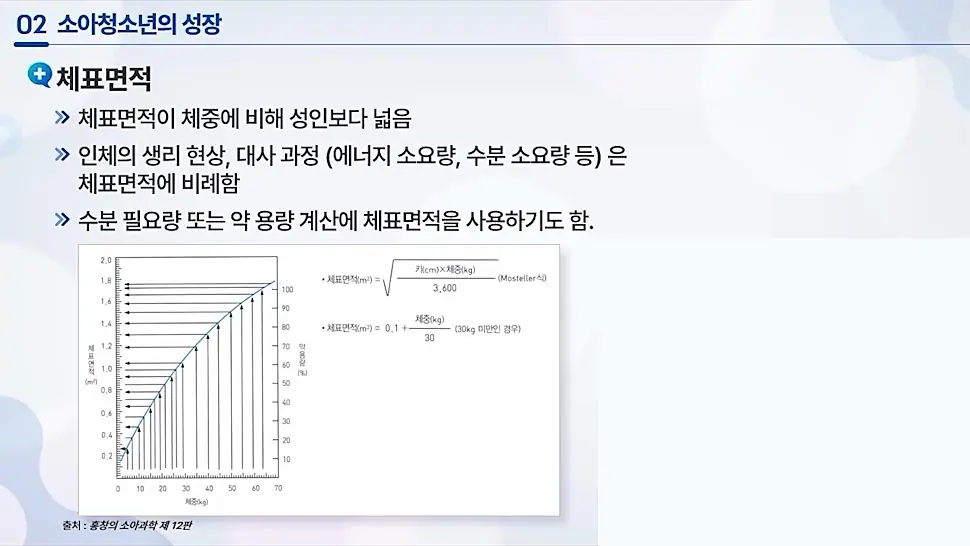 02 소아청소년의 성장
체표면적
체표면적이 체중에 비해 성인보다 넓음
인체의 생리 현상, 대사 과정 (에너지 소요량, 수분 소요량 등) 은
체표면적에 비례함
수분 필요량 또는 약 용량 계산에 체표면적을 사용하기도 함.
2.0
1.8
1.6
1.4
1.2
1.0
0.8
0.6
0.4
0.2
체표면적
(m²)
0 10 20 30 40 50 60 70
체중(kg)
100
90
80
70
60
50
40
30
20
10
약용량
(%)
• 체표면적(m²) = √ 키(cm)×체중(kg) (Mosteller식)
3,600
• 체표면적(m²) = 0.1 + 체중(kg) (30kg 미만인 경우)
30
출처 : 홍창의 소아과학 제 12판